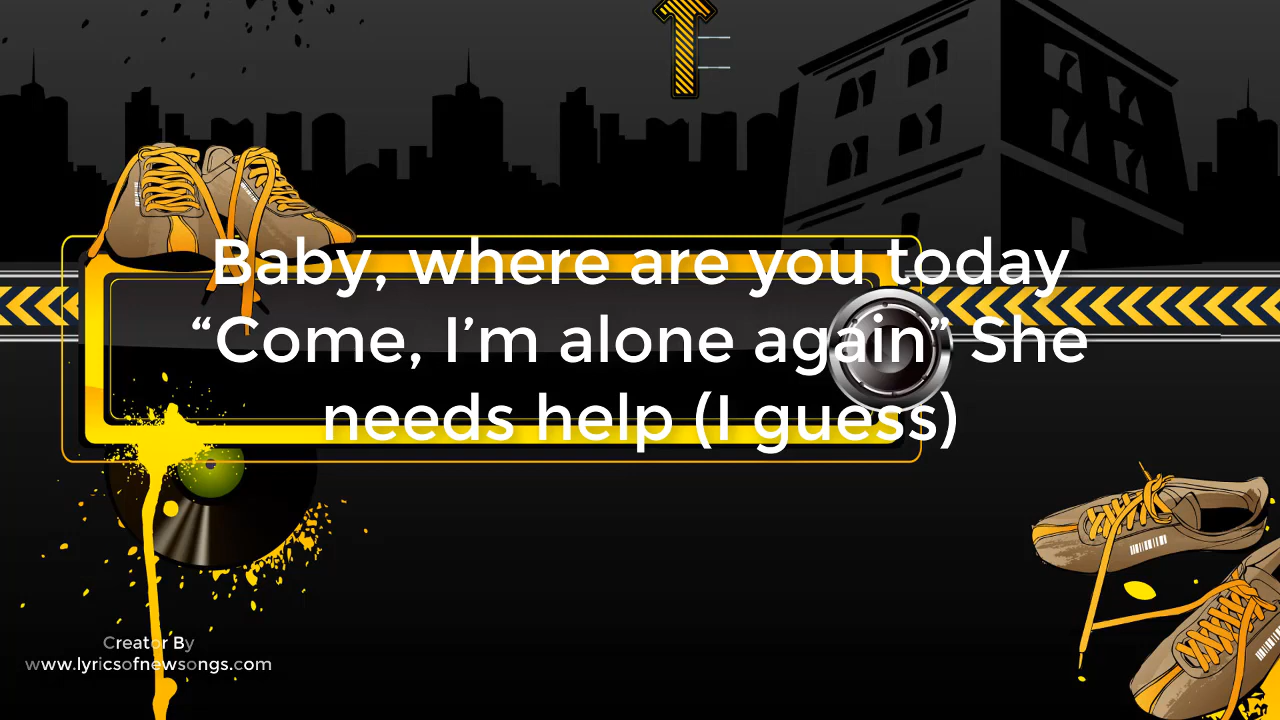 Baby, where are you today
“Come, I’m alone again” She
needs help (I guess)
Creator By
www.lyricsofnewsongs.com